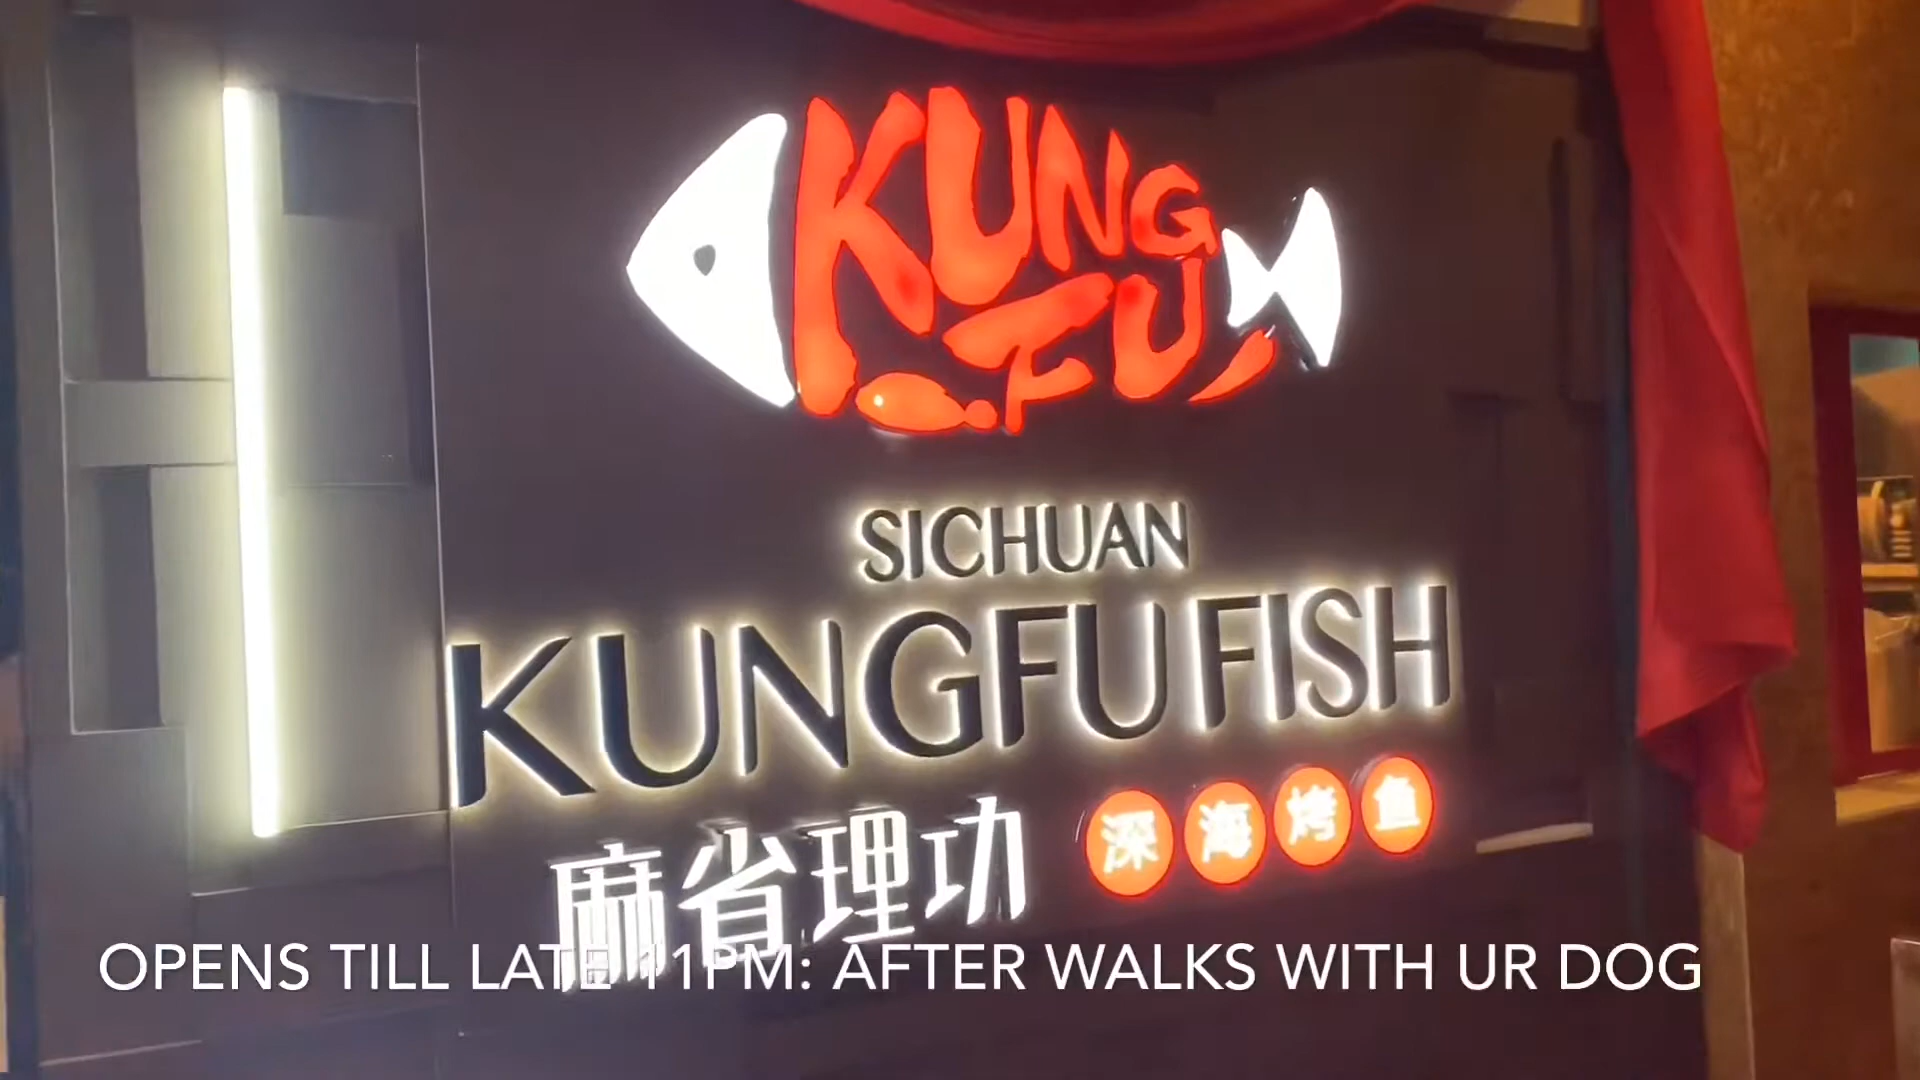 KUNG
FU
SICHUAN
KUNGFU FISH
麻省理功 深海烤鱼
OPENS TILL LATE 11PM: AFTER WALKS WITH UR DOG